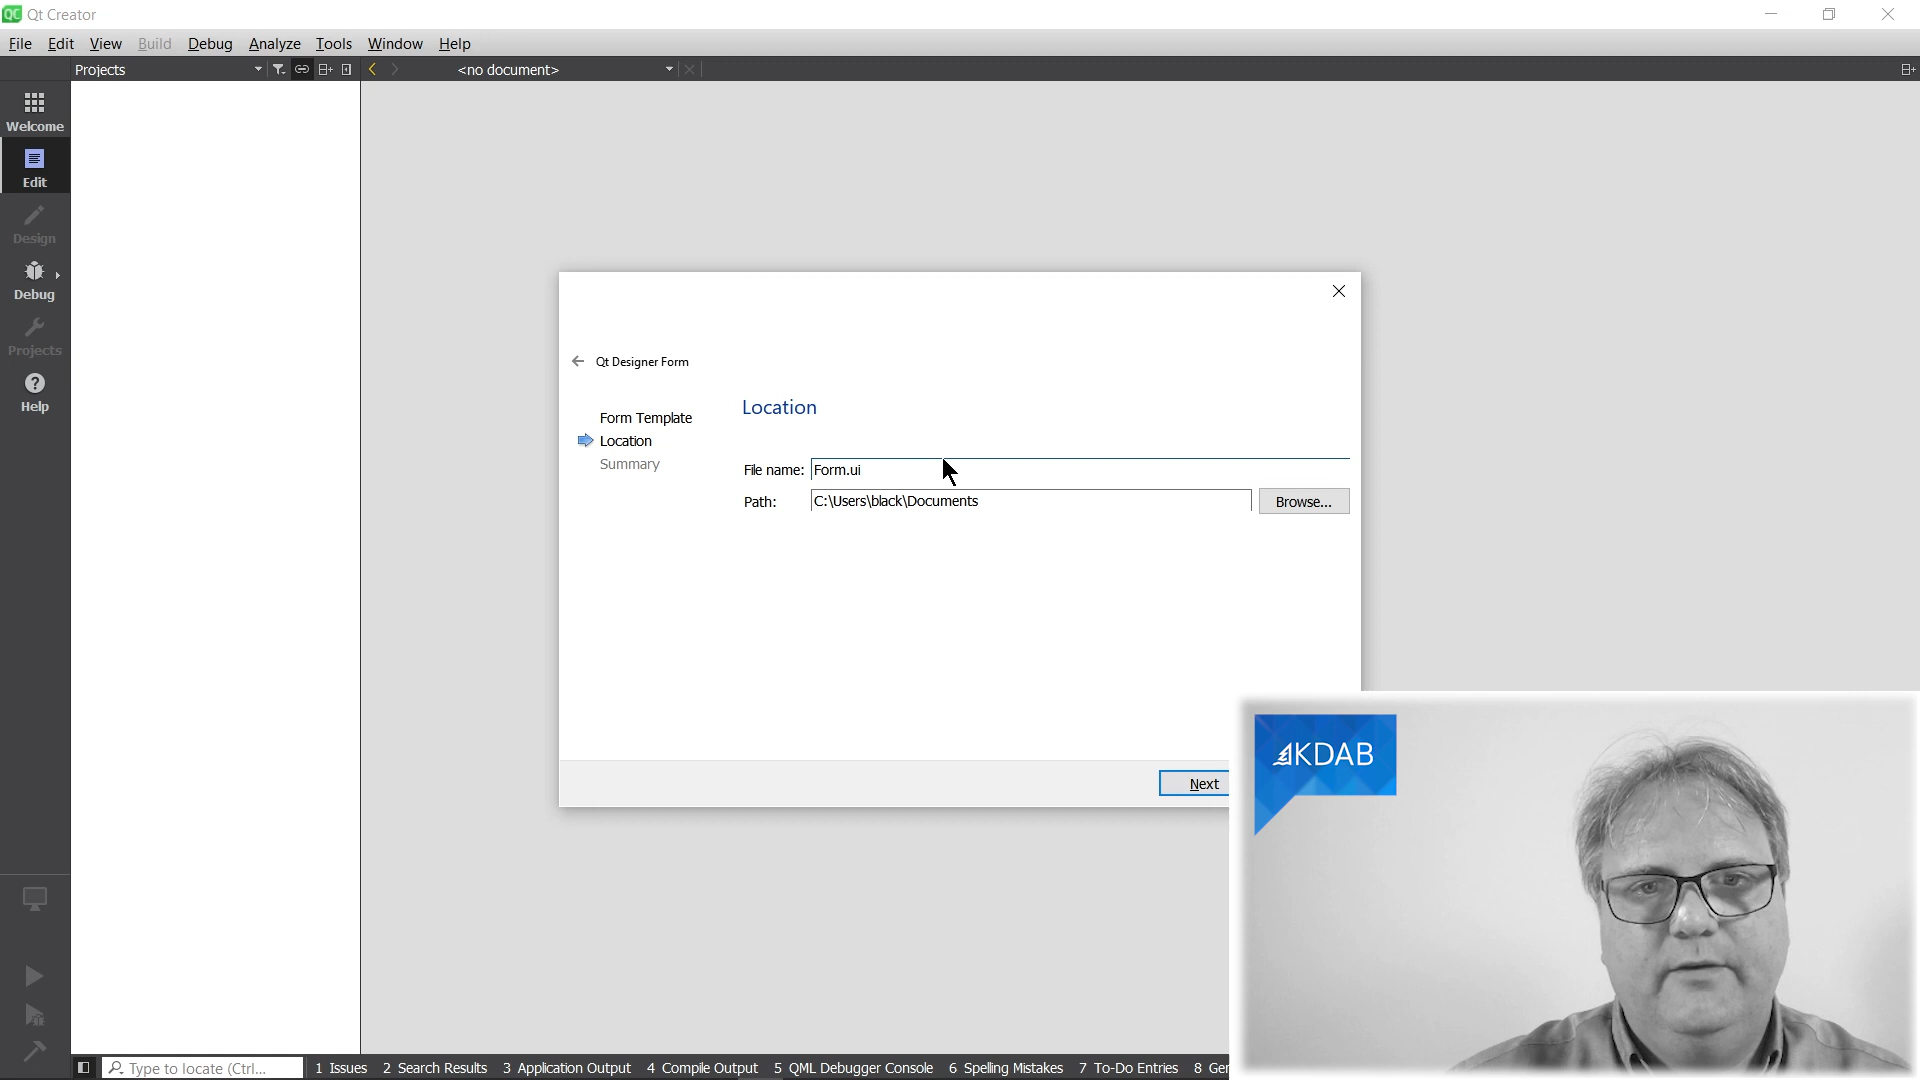 Qt Creator
File Edit View Build Debug Analyze Tools Window Help
Projects <no document>
Welcome
Edit
Design
Debug
Projects
Help
Qt Designer Form
Form Template
Location
Summary
Location
File name: Form.ui
Path: C:\Users\black\Documents Browse...
Next
KDAB
Type to locate (Ctrl... 1 Issues 2 Search Results 3 Application Output 4 Compile Output 5 QML Debugger Console 6 Spelling Mistakes 7 To-Do Entries 8